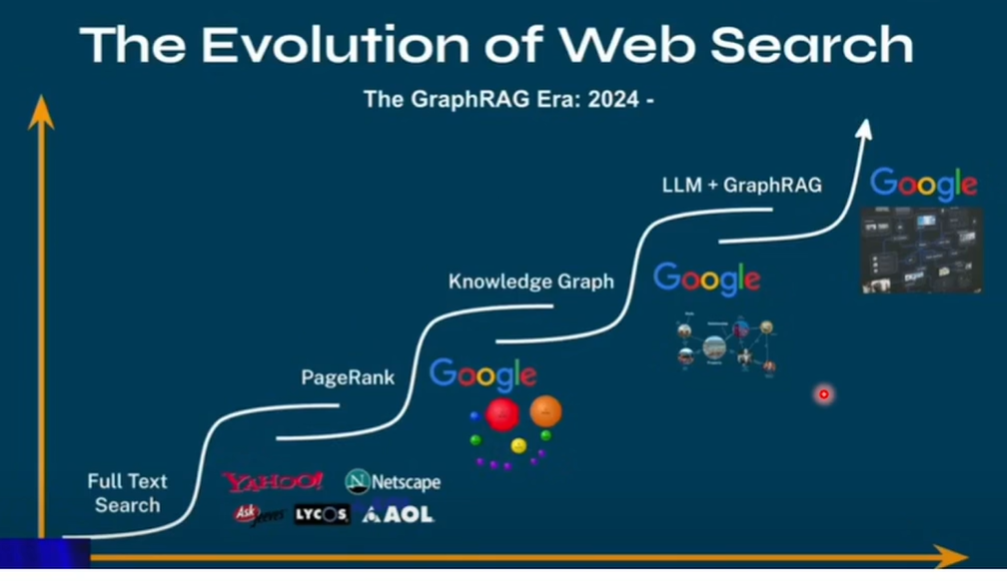 The Evolution of Web Search
The GraphRAG Era: 2024 -
LLM + GraphRAG
Google
Knowledge Graph
Google
PageRank
Google
Full Text
Search
YAHOO!
Netscape
Ask Jeeves
LYCOS
AOL